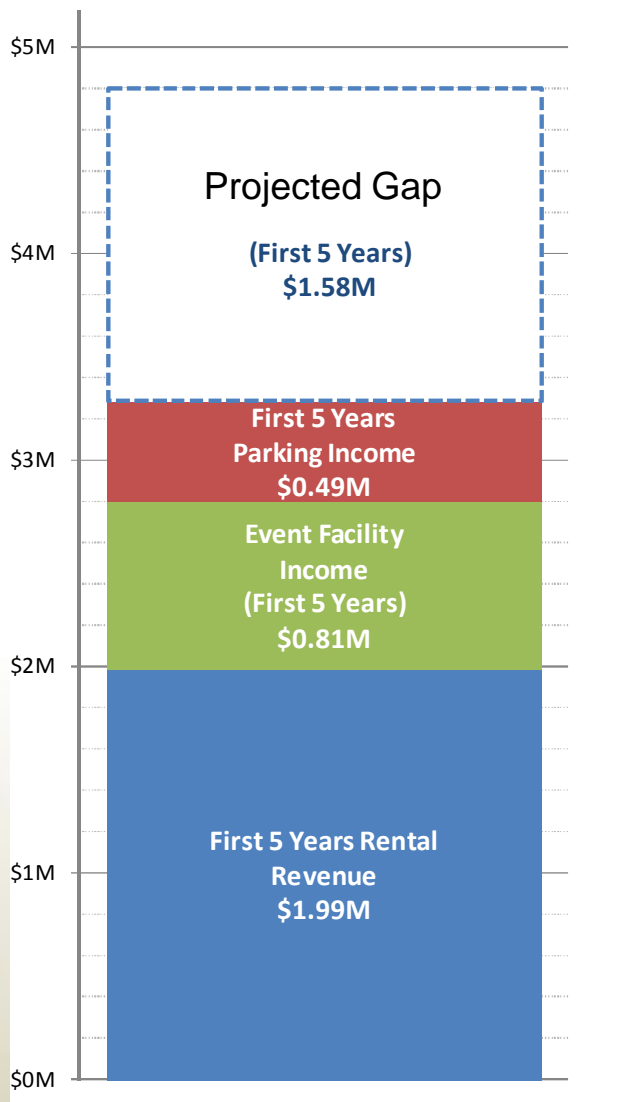 $5M
Projected Gap
$4M
(First 5 Years)
$1.58M
First 5 Years
Parking Income
$3M
$0.49M
Event Facility
Income
(First 5 Years)
$0.81M
$2M
First 5 Years Rental
Revenue
$1M
$1.99M
$0M